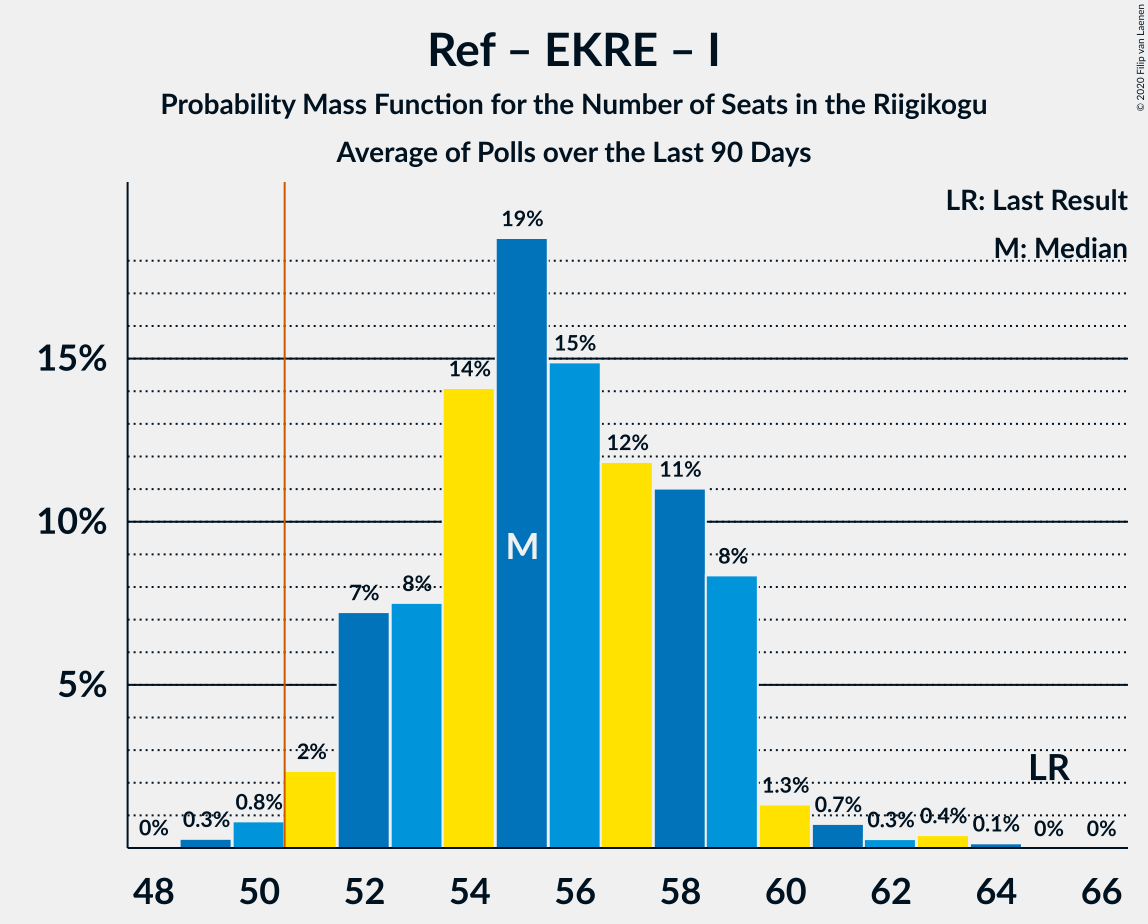 Ref – EKRE – I
Probability Mass Function for the Number of Seats in the Riigikogu
Average of Polls over the Last 90 Days
© 2020 Filip van Laenen
LR: Last Result
M: Median
19%
15%
15%
14%
12%
11%
10%
M
8%
8%
7%
5%
2%
LR
1.3%
0.8%
0.7%
0%
0.3%
0.3%
0.4%
0.1%
0%
0%
48 50 52 54 56 58 60 62 64 66